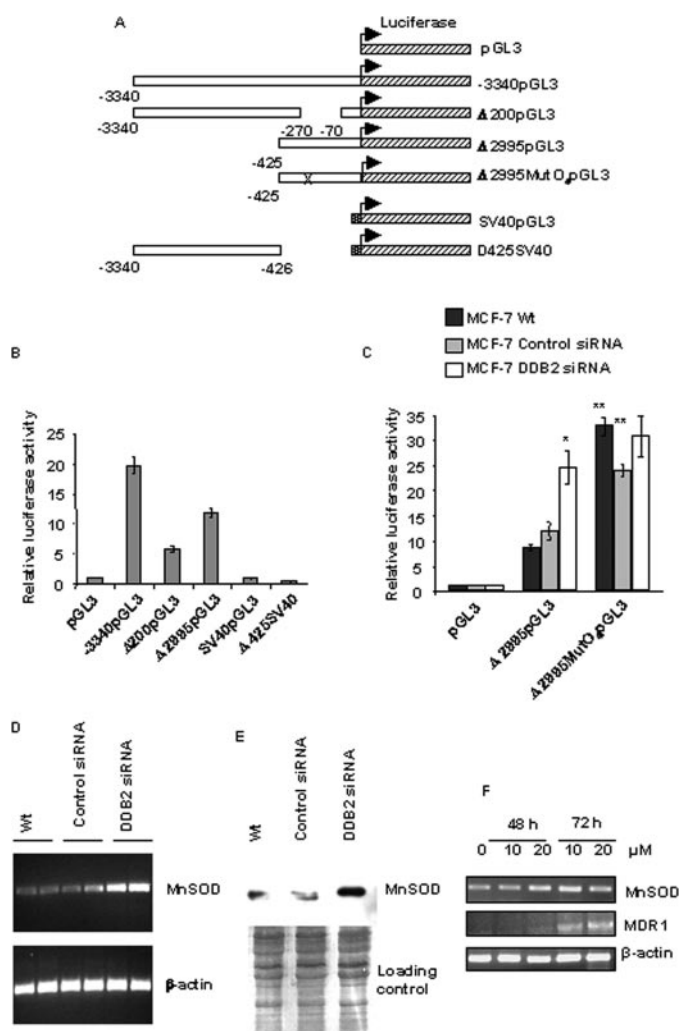 A
Luciferase
pGL3
-3340pGL3
-3340
Δ200pGL3
-3340
-270 -70
Δ2995pGL3
-425
Δ2995MutO4pGL3
X
-425
SV40pGL3
D425SV40
-3340 -426
MCF-7 Wt
MCF-7 Control siRNA
MCF-7 DDB2 siRNA
B
C
Relative luciferase activity
25
20
15
10
5
0
pGL3
-3340pGL3
Δ200pGL3
Δ2995pGL3
SV40pGL3
Δ425SV40
Relative luciferase activity
35
30
25
20
15
10
5
0
*
**
**
pGL3
Δ2995pGL3
Δ2995MutO4pGL3
D
Wt
Control siRNA
DDB2 siRNA
MnSOD
β-actin
E
Wt
Control siRNA
DDB2 siRNA
MnSOD
Loading
control
F
48 h 72 h
0 10 20 10 20 µM
MnSOD
MDR1
β-actin